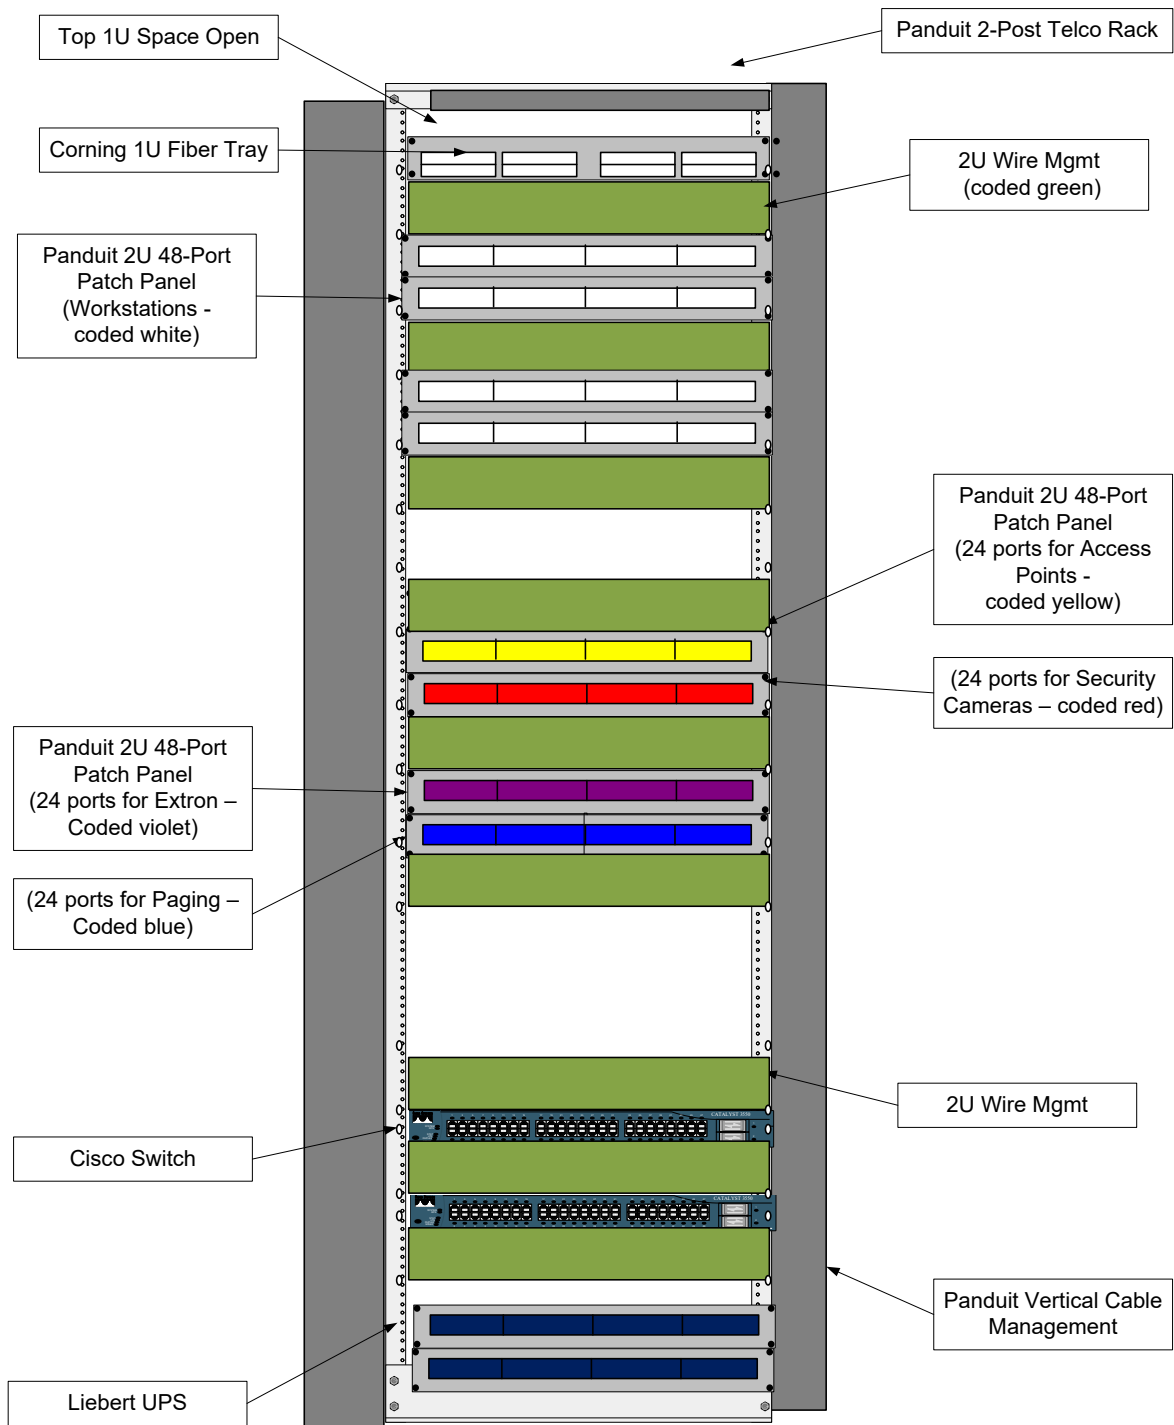 Top 1U Space Open
Panduit 2-Post Telco Rack
Corning 1U Fiber Tray
2U Wire Mgmt
(coded green)
Panduit 2U 48-Port
Patch Panel
(Workstations -
coded white)
Panduit 2U 48-Port
Patch Panel
(24 ports for Access
Points -
coded yellow)
(24 ports for Security
Cameras – coded red)
Panduit 2U 48-Port
Patch Panel
(24 ports for Extron –
Coded violet)
(24 ports for Paging –
Coded blue)
2U Wire Mgmt
CATALYST 3550
Cisco Switch
CATALYST 3550
Panduit Vertical Cable
Management
Liebert UPS